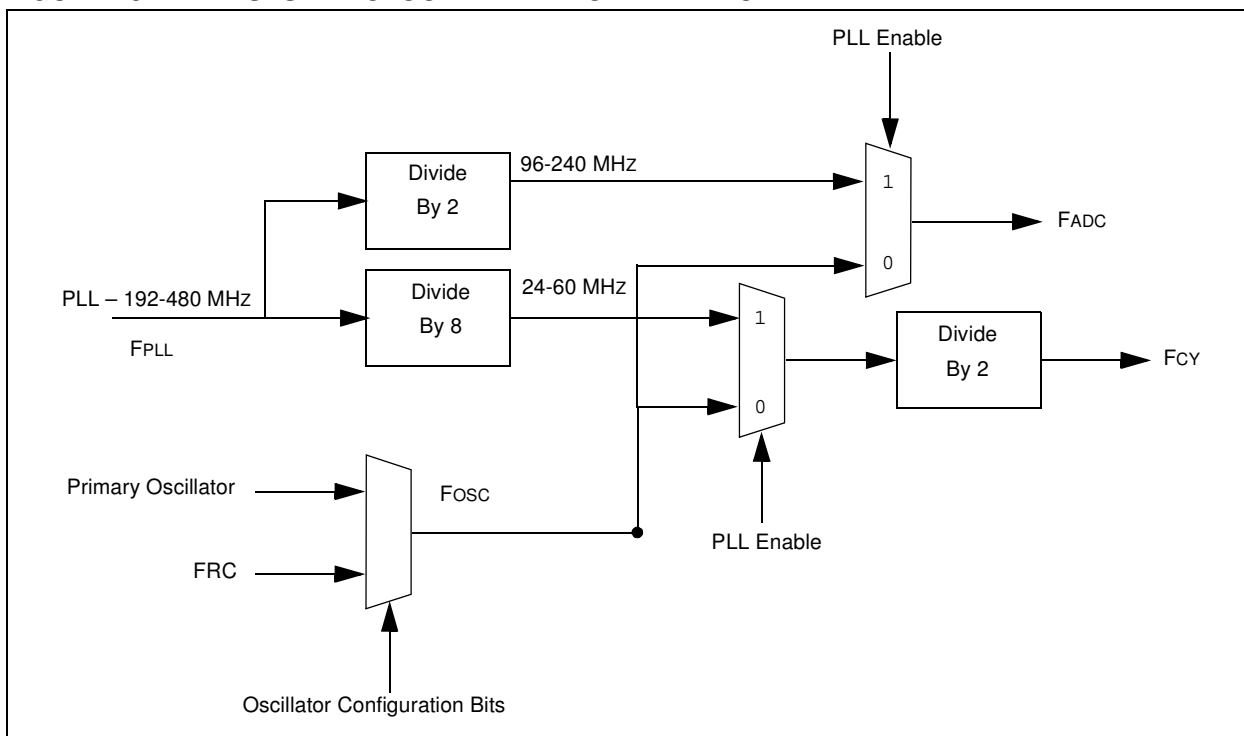 PLL Enable
Divide
By 2
96-240 MHz
1
0
FADC
PLL – 192-480 MHz
FPLL
Divide
By 8
24-60 MHz
1
0
Divide
By 2
FCY
PLL Enable
Primary Oscillator
FRC
FOSC
Oscillator Configuration Bits